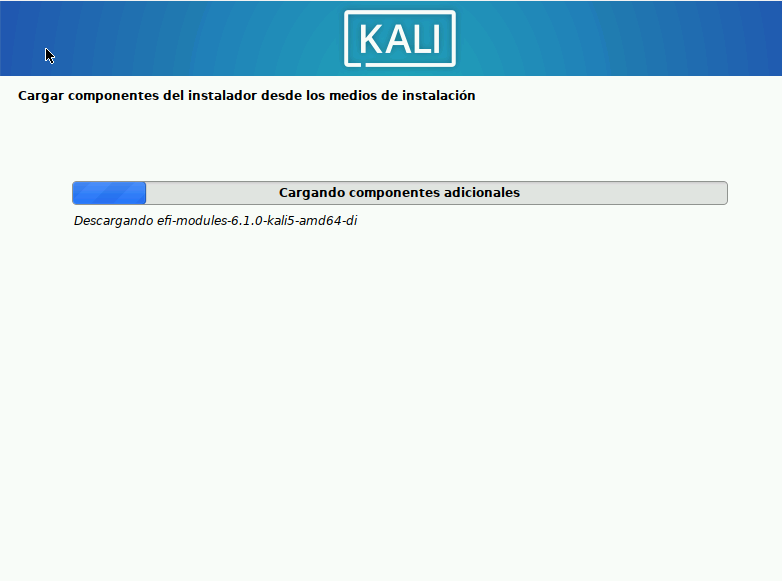 KALI
Cargar componentes del instalador desde los medios de instalación
Cargando componentes adicionales
Descargando efi-modules-6.1.0-kali5-amd64-di